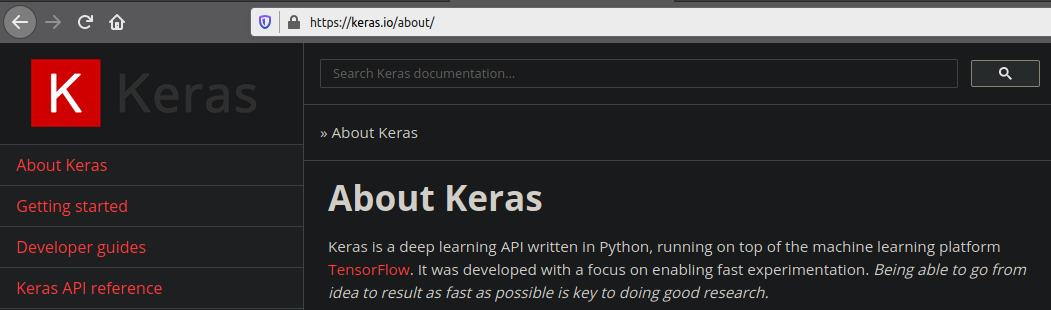 https://keras.io/about/
K Keras
Search Keras documentation...
» About Keras
About Keras
Getting started
Developer guides
Keras API reference
About Keras
Keras is a deep learning API written in Python, running on top of the machine learning platform
TensorFlow. It was developed with a focus on enabling fast experimentation. Being able to go from
idea to result as fast as possible is key to doing good research.